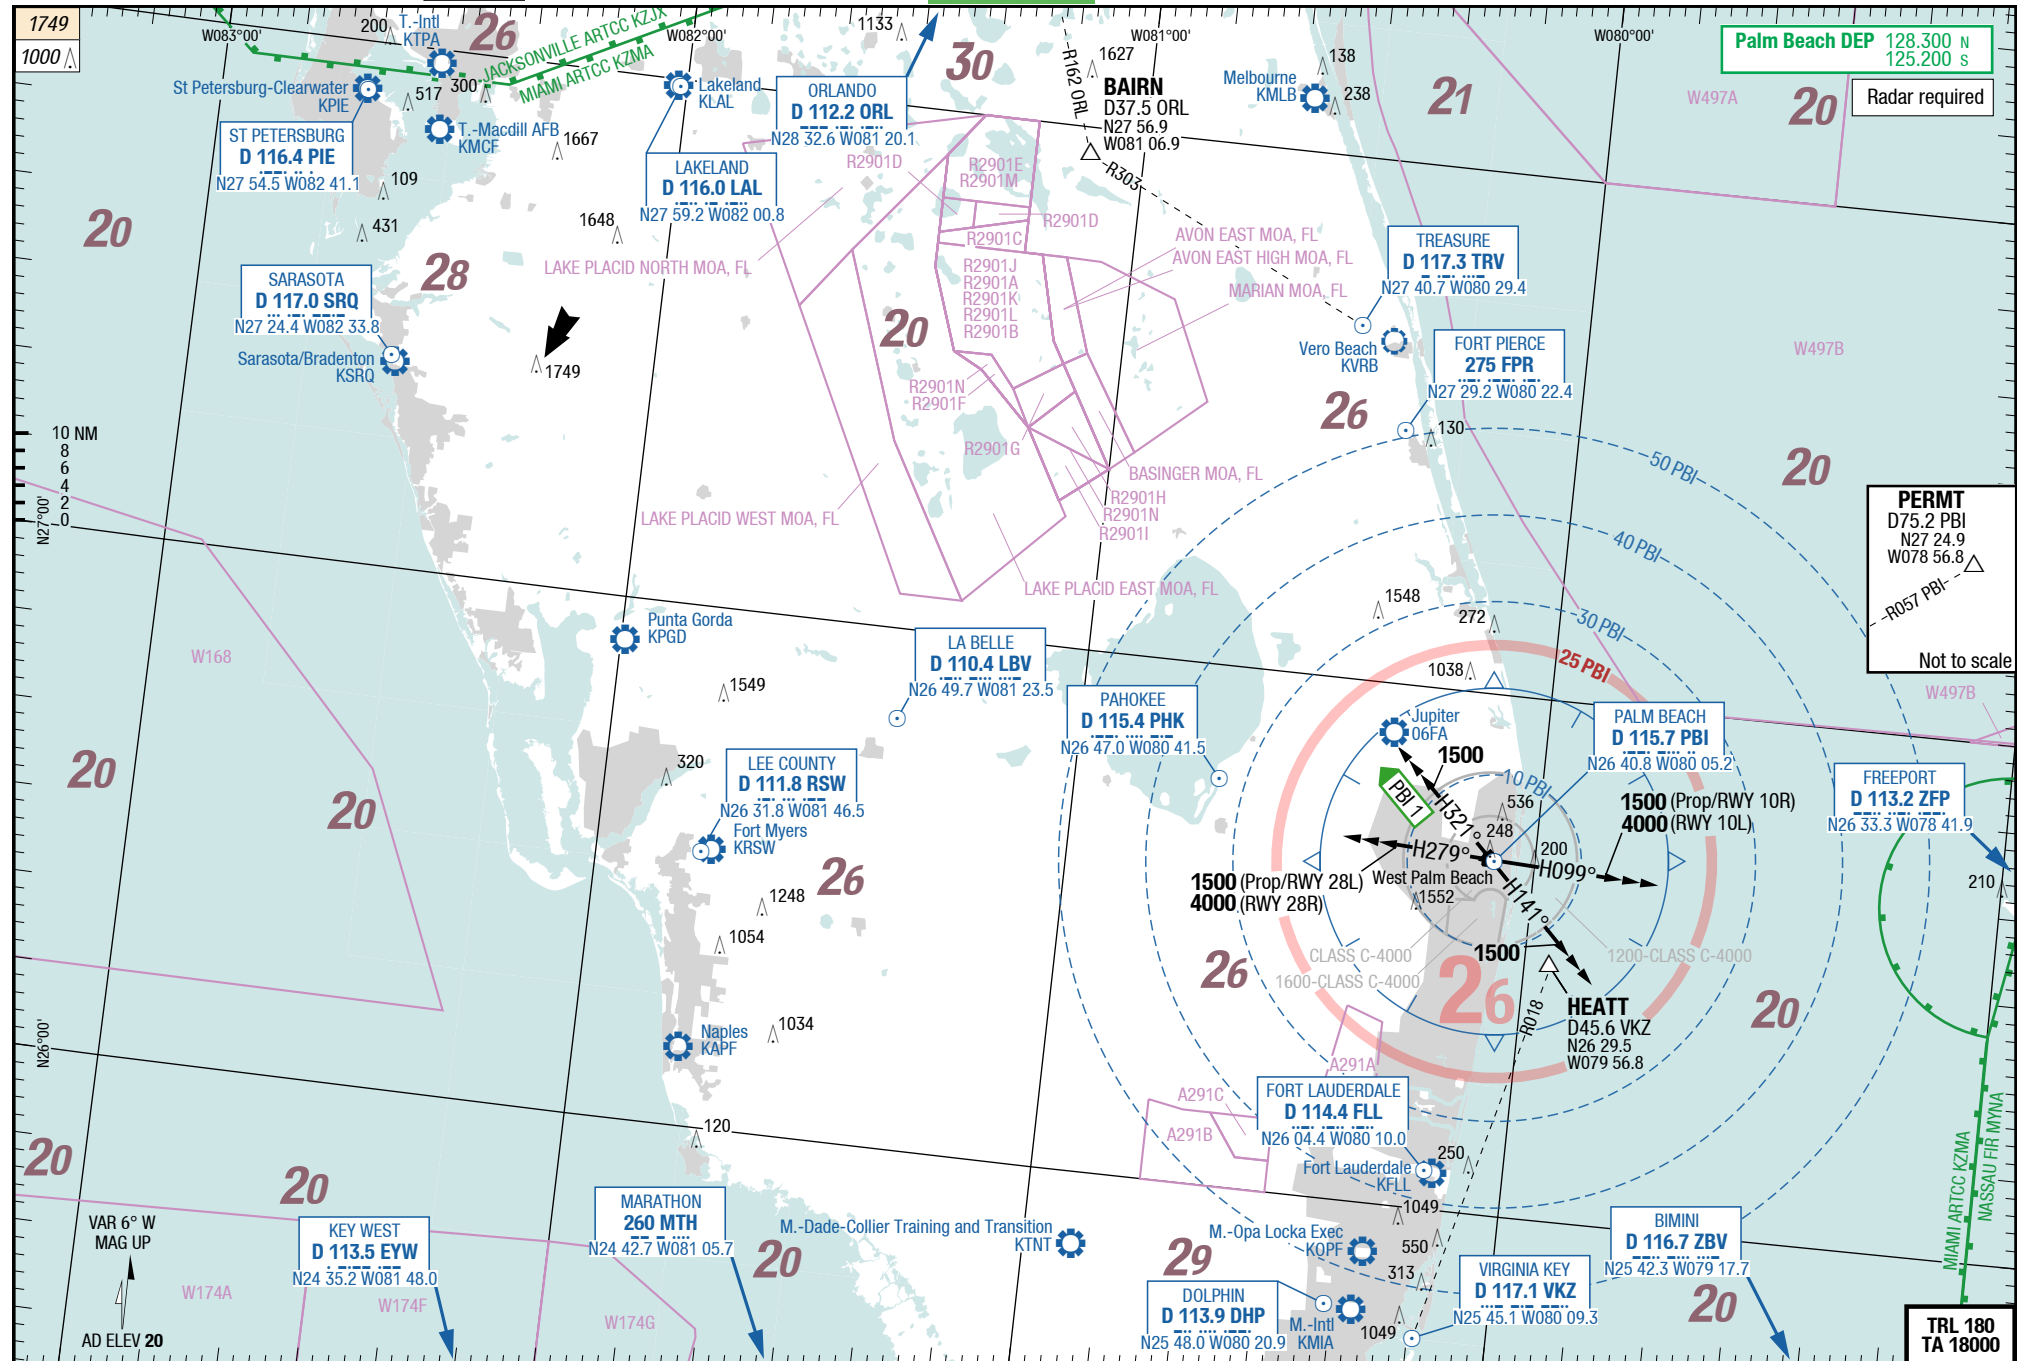 1749
1000
200
T.-Intl
KTPA
26
JACKSONVILLE ARTCC KZJX
MIAMI ARTCC KZMA
W083°00'
W082°00'
W081°00'
W080°00'
1133
30
R162 ORL
1627
BAIRN
D37.5 ORL
N27 56.9
W081 06.9
R303
Melbourne
KMLB
138
238
21
W497A
20
Palm Beach DEP 128.300 N
125.200 S
Radar required
St Petersburg-Clearwater
KPIE
517
300
ST PETERSBURG
D 116.4 PIE
N27 54.5 W082 41.1
T.-Macdill AFB
KMCF
1667
109
431
20
Lakeland
KLAL
LAKELAND
D 116.0 LAL
N27 59.2 W082 00.8
ORLANDO
D 112.2 ORL
N28 32.6 W081 20.1
R2901D
R2901E
R2901M
R2901D
R2901C
R2901J
R2901A
R2901K
R2901L
R2901B
1648
28
LAKE PLACID NORTH MOA, FL
20
AVON EAST MOA, FL
AVON EAST HIGH MOA, FL
MARIAN MOA, FL
SARASOTA
D 117.0 SRQ
N27 24.4 W082 33.8
Sarasota/Bradenton
KSRQ
1749
TREASURE
D 117.3 TRV
N27 40.7 W080 29.4
Vero Beach
KVRB
FORT PIERCE
275 FPR
N27 29.2 W080 22.4
W497B
26
130
R2901N
R2901F
R2901G
BASINGER MOA, FL
R2901H
R2901N
R2901I
LAKE PLACID WEST MOA, FL
LAKE PLACID EAST MOA, FL
10 NM
8
6
4
2
0
N27°00'
50 PBI
40 PBI
30 PBI
25 PBI
10 PBI
20
PERMT
D75.2 PBI
N27 24.9
W078 56.8
R057 PBI
Not to scale
W497B
W168
Punta Gorda
KPGD
1549
LA BELLE
D 110.4 LBV
N26 49.7 W081 23.5
1548
272
1038
PAHOKEE
D 115.4 PHK
N26 47.0 W080 41.5
Jupiter
06FA
1500
PBI 1
H321°
PALM BEACH
D 115.7 PBI
N26 40.8 W080 05.2
536
248
200
1500 (Prop/RWY 10R)
4000 (RWY 10L)
H279°
H099°
H141°
West Palm Beach
1552
1500 (Prop/RWY 28L)
4000 (RWY 28R)
FREEPORT
D 113.2 ZFP
N26 33.3 W078 41.9
210
20
20
320
LEE COUNTY
D 111.8 RSW
N26 31.8 W081 46.5
Fort Myers
KRSW
26
1248
1054
26
CLASS C-4000
1600-CLASS C-4000
1200-CLASS C-4000
1500
26
HEATT
D45.6 VKZ
N26 29.5
W079 56.8
R018
20
N26°00'
Naples
KAPF
1034
A291A
A291C
A291B
FORT LAUDERDALE
D 114.4 FLL
N26 04.4 W080 10.0
Fort Lauderdale
KFLL
250
120
20
20
MIAMI ARTCC KZMA
NASSAU FIR MYNA
VAR 6° W
MAG UP
AD ELEV 20
W174A
KEY WEST
D 113.5 EYW
N24 35.2 W081 48.0
W174F
MARATHON
260 MTH
N24 42.7 W081 05.7
W174G
20
M.-Dade-Collier Training and Transition
KTNT
29
M.-Opa Locka Exec
KOPF
1049
550
313
DOLPHIN
D 113.9 DHP
N25 48.0 W080 20.9
M.-Intl
KMIA
1049
VIRGINIA KEY
D 117.1 VKZ
N25 45.1 W080 09.3
BIMINI
D 116.7 ZBV
N25 42.3 W079 17.7
20
TRL 180
TA 18000